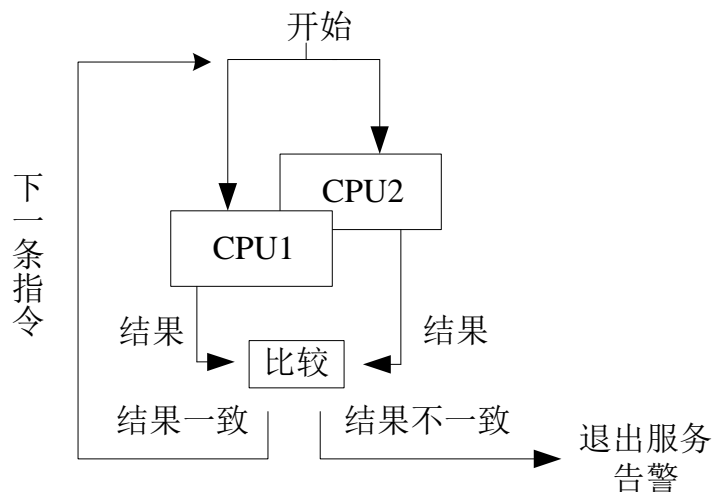 开始
CPU2
CPU1
下一条指令
结果
结果
比较
结果一致
结果不一致
退出服务
告警